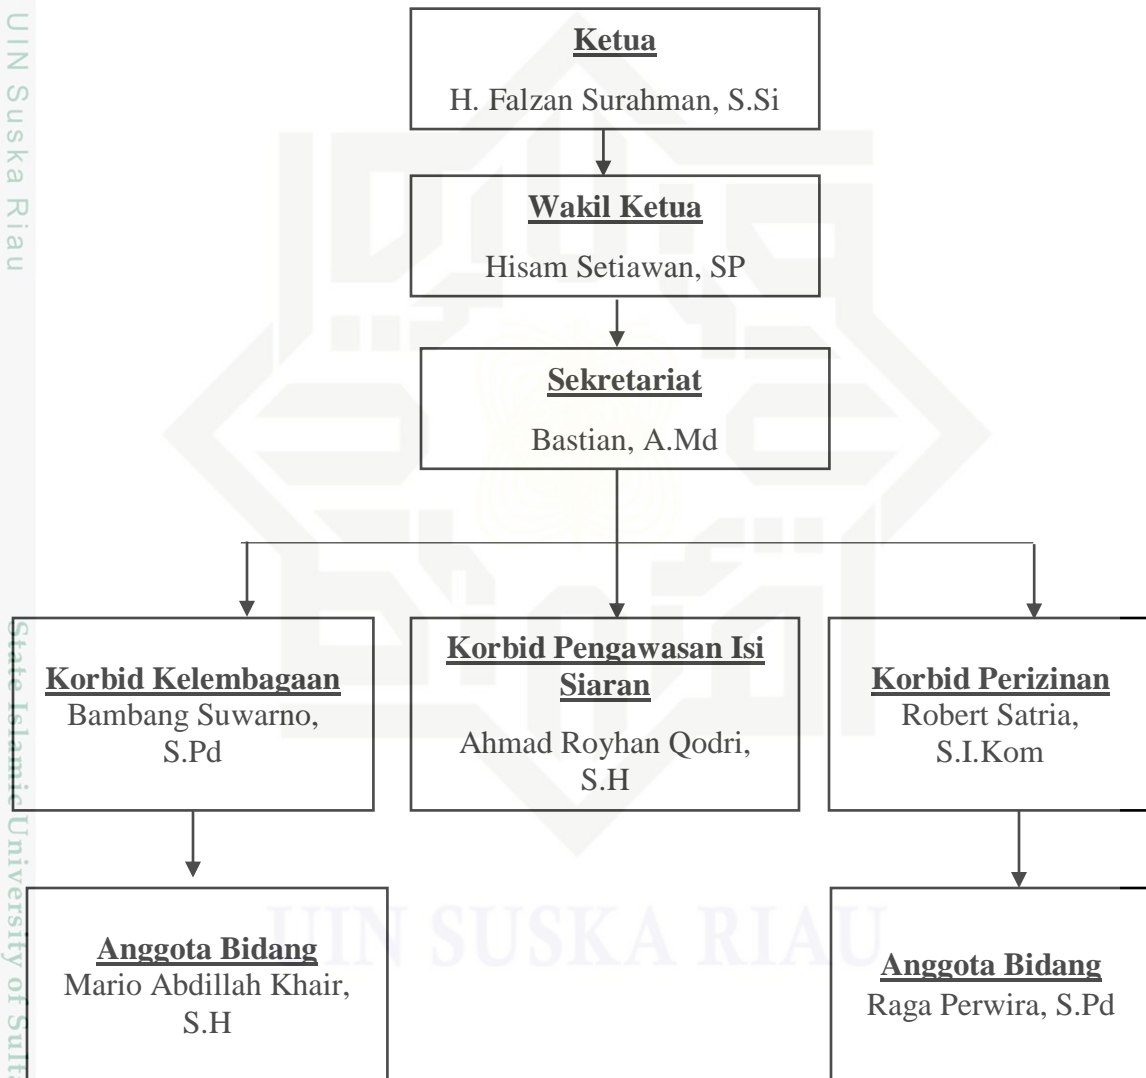 UIN Suska Riau
State Islamic University of Sulta
Ketua
H. Falzan Surahman, S.Si
Wakil Ketua
Hisam Setiawan, SP
Sekretariat
Bastian, A.Md
Korbid Kelembagaan
Bambang Suwarno,
S.Pd
Korbid Pengawasan Isi
Siaran
Ahmad Royhan Qodri,
S.H
Korbid Perizinan
Robert Satria,
S.I.Kom
Anggota Bidang
Mario Abdillah Khair,
S.H
Anggota Bidang
Raga Perwira, S.Pd
UIN SUSKA RIAU